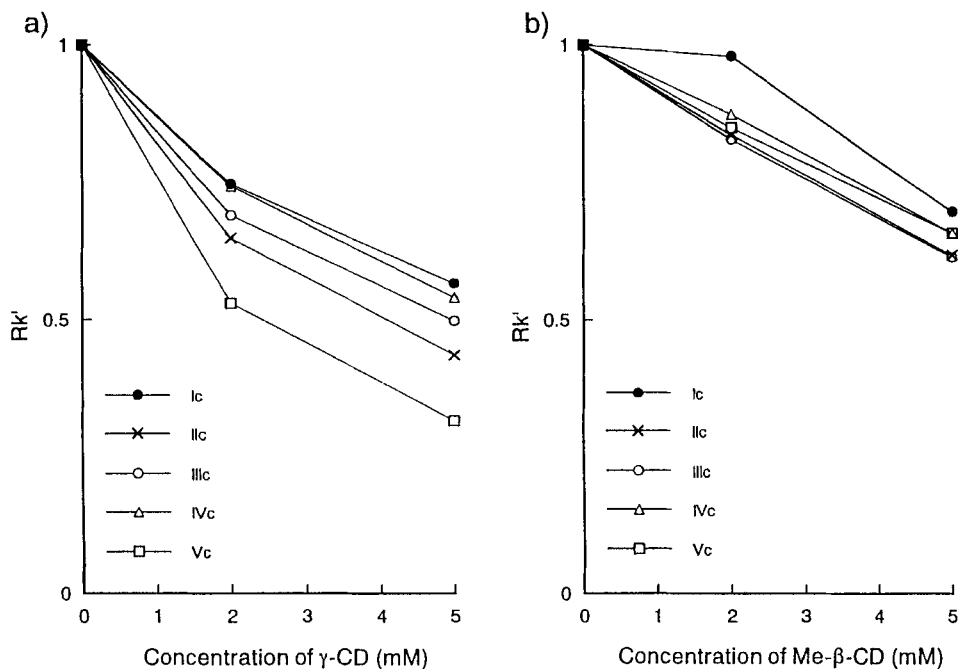 a)
1
0.5
0
Rk'
Ic
IIc
IIIc
IVc
Vc
0 1 2 3 4 5
Concentration of γ-CD (mM)
b)
1
0.5
0
Rk'
Ic
IIc
IIIc
IVc
Vc
0 1 2 3 4 5
Concentration of Me-β-CD (mM)